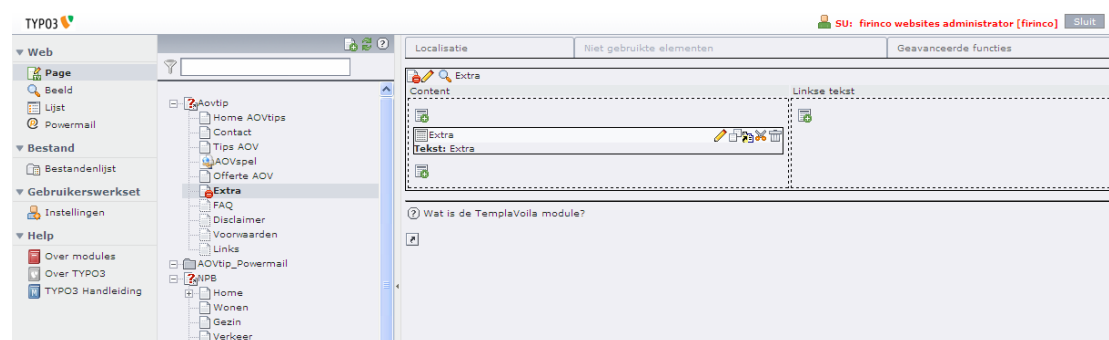 TYPO3
SU: firinco websites administrator [firinco] Sluit
Web
Page
Beeld
Lijst
Powermail
Bestand
Bestandenlijst
Gebruikerswerkset
Instellingen
Help
Over modules
Over TYPO3
TYPO3 Handleiding
Aovtip
Home AOVtips
Contact
Tips AOV
AOVspel
Offerte AOV
Extra
FAQ
Disclaimer
Voorwaarden
Links
AOVtip_Powermail
NPB
Home
Wonen
Gezin
Verkeer
Localisatie
Niet gebruikte elementen
Geavanceerde functies
Extra
Content
Linkse tekst
Extra
Tekst: Extra
Wat is de TemplaVoila module?